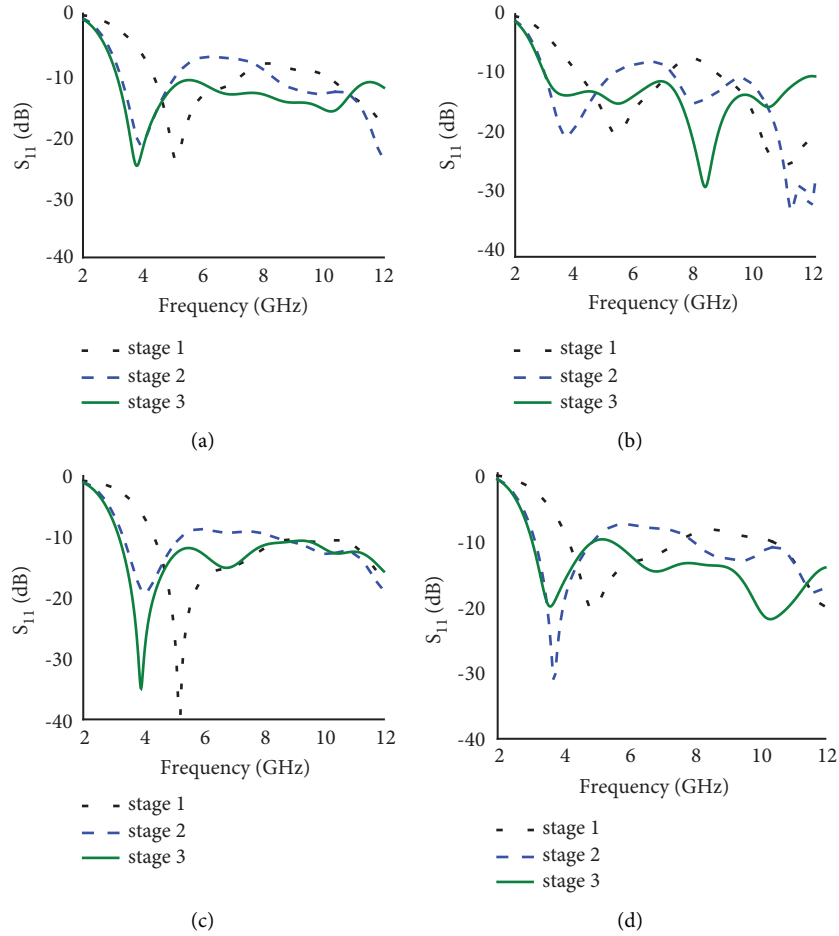 0
-10
-20
-30
-40
S11 (dB)
2 4 6 8 10 12
Frequency (GHz)
stage 1
stage 2
stage 3
(a)
0
-10
-20
-30
-40
S11 (dB)
2 4 6 8 10 12
Frequency (GHz)
stage 1
stage 2
stage 3
(b)
0
-10
-20
-30
-40
S11 (dB)
2 4 6 8 10 12
Frequency (GHz)
stage 1
stage 2
stage 3
(c)
0
-10
-20
-30
-40
S11 (dB)
2 4 6 8 10 12
Frequency (GHz)
stage 1
stage 2
stage 3
(d)